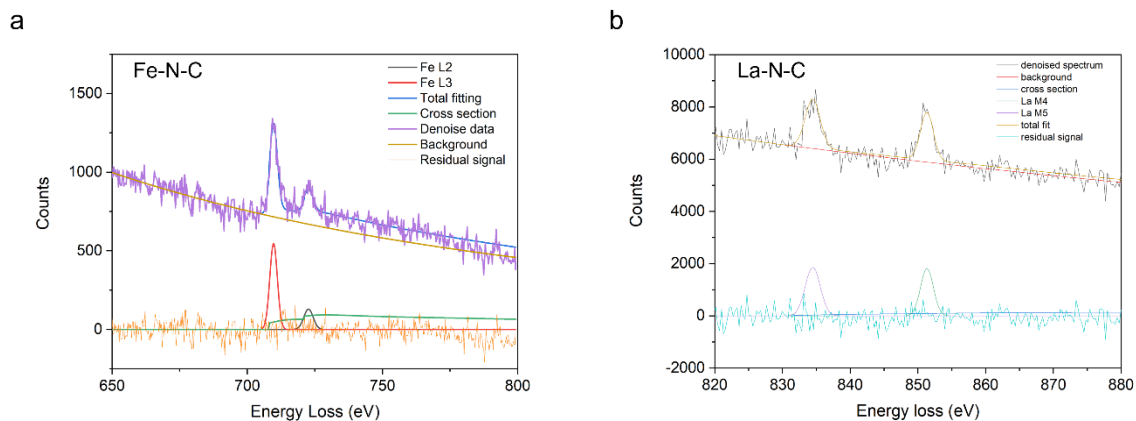 a
Fe-N-C
Fe L2
Fe L3
Total fitting
Cross section
Denoise data
Background
Residual signal
Counts
1500
1000
500
0
650
700
750
800
Energy Loss (eV)
b
La-N-C
denoised spectrum
background
cross section
La M4
La M5
total fit
residual signal
Counts
10000
8000
6000
4000
2000
0
-2000
820
830
840
850
860
870
880
Energy loss (eV)